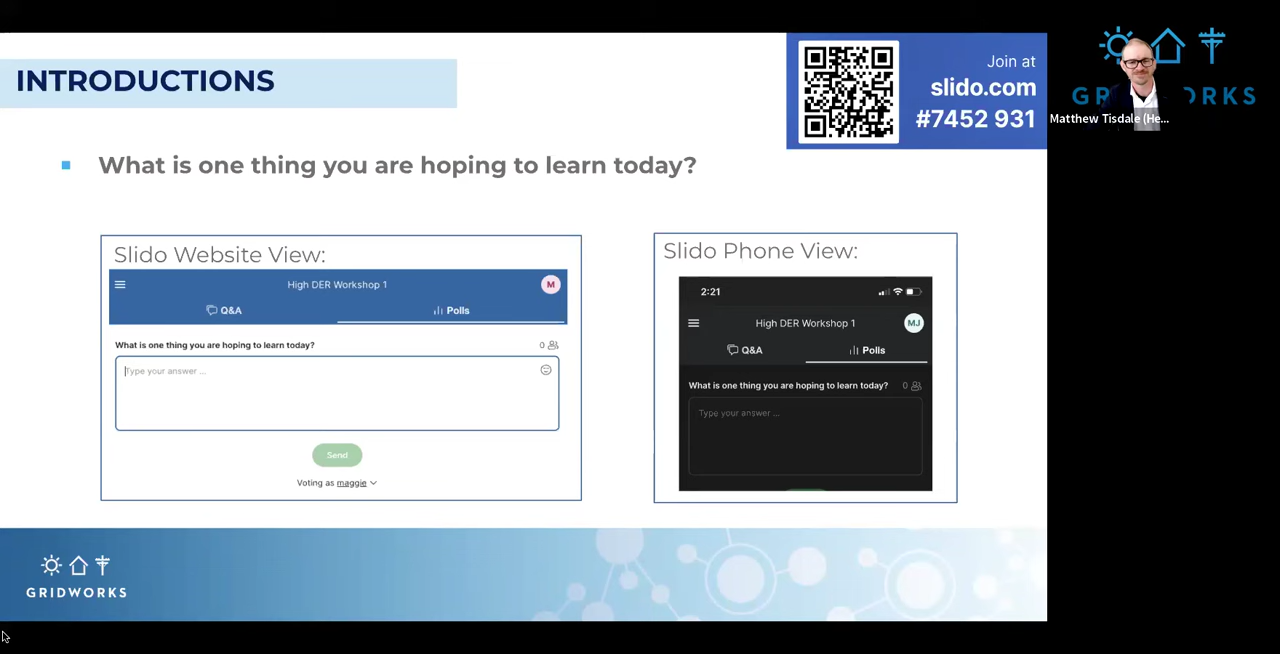 INTRODUCTIONS
Join at
slido.com
#7452 931
What is one thing you are hoping to learn today?
Slido Website View:
High DER Workshop 1
M
Q&A
Polls
What is one thing you are hoping to learn today?
0
Type your answer ...
Send
Voting as maggie
Slido Phone View:
2:21
High DER Workshop 1
MJ
Q&A
Polls
What is one thing you are hoping to learn today?
0
Type your answer ...
GRIDWORKS
Matthew Tisdale (He...